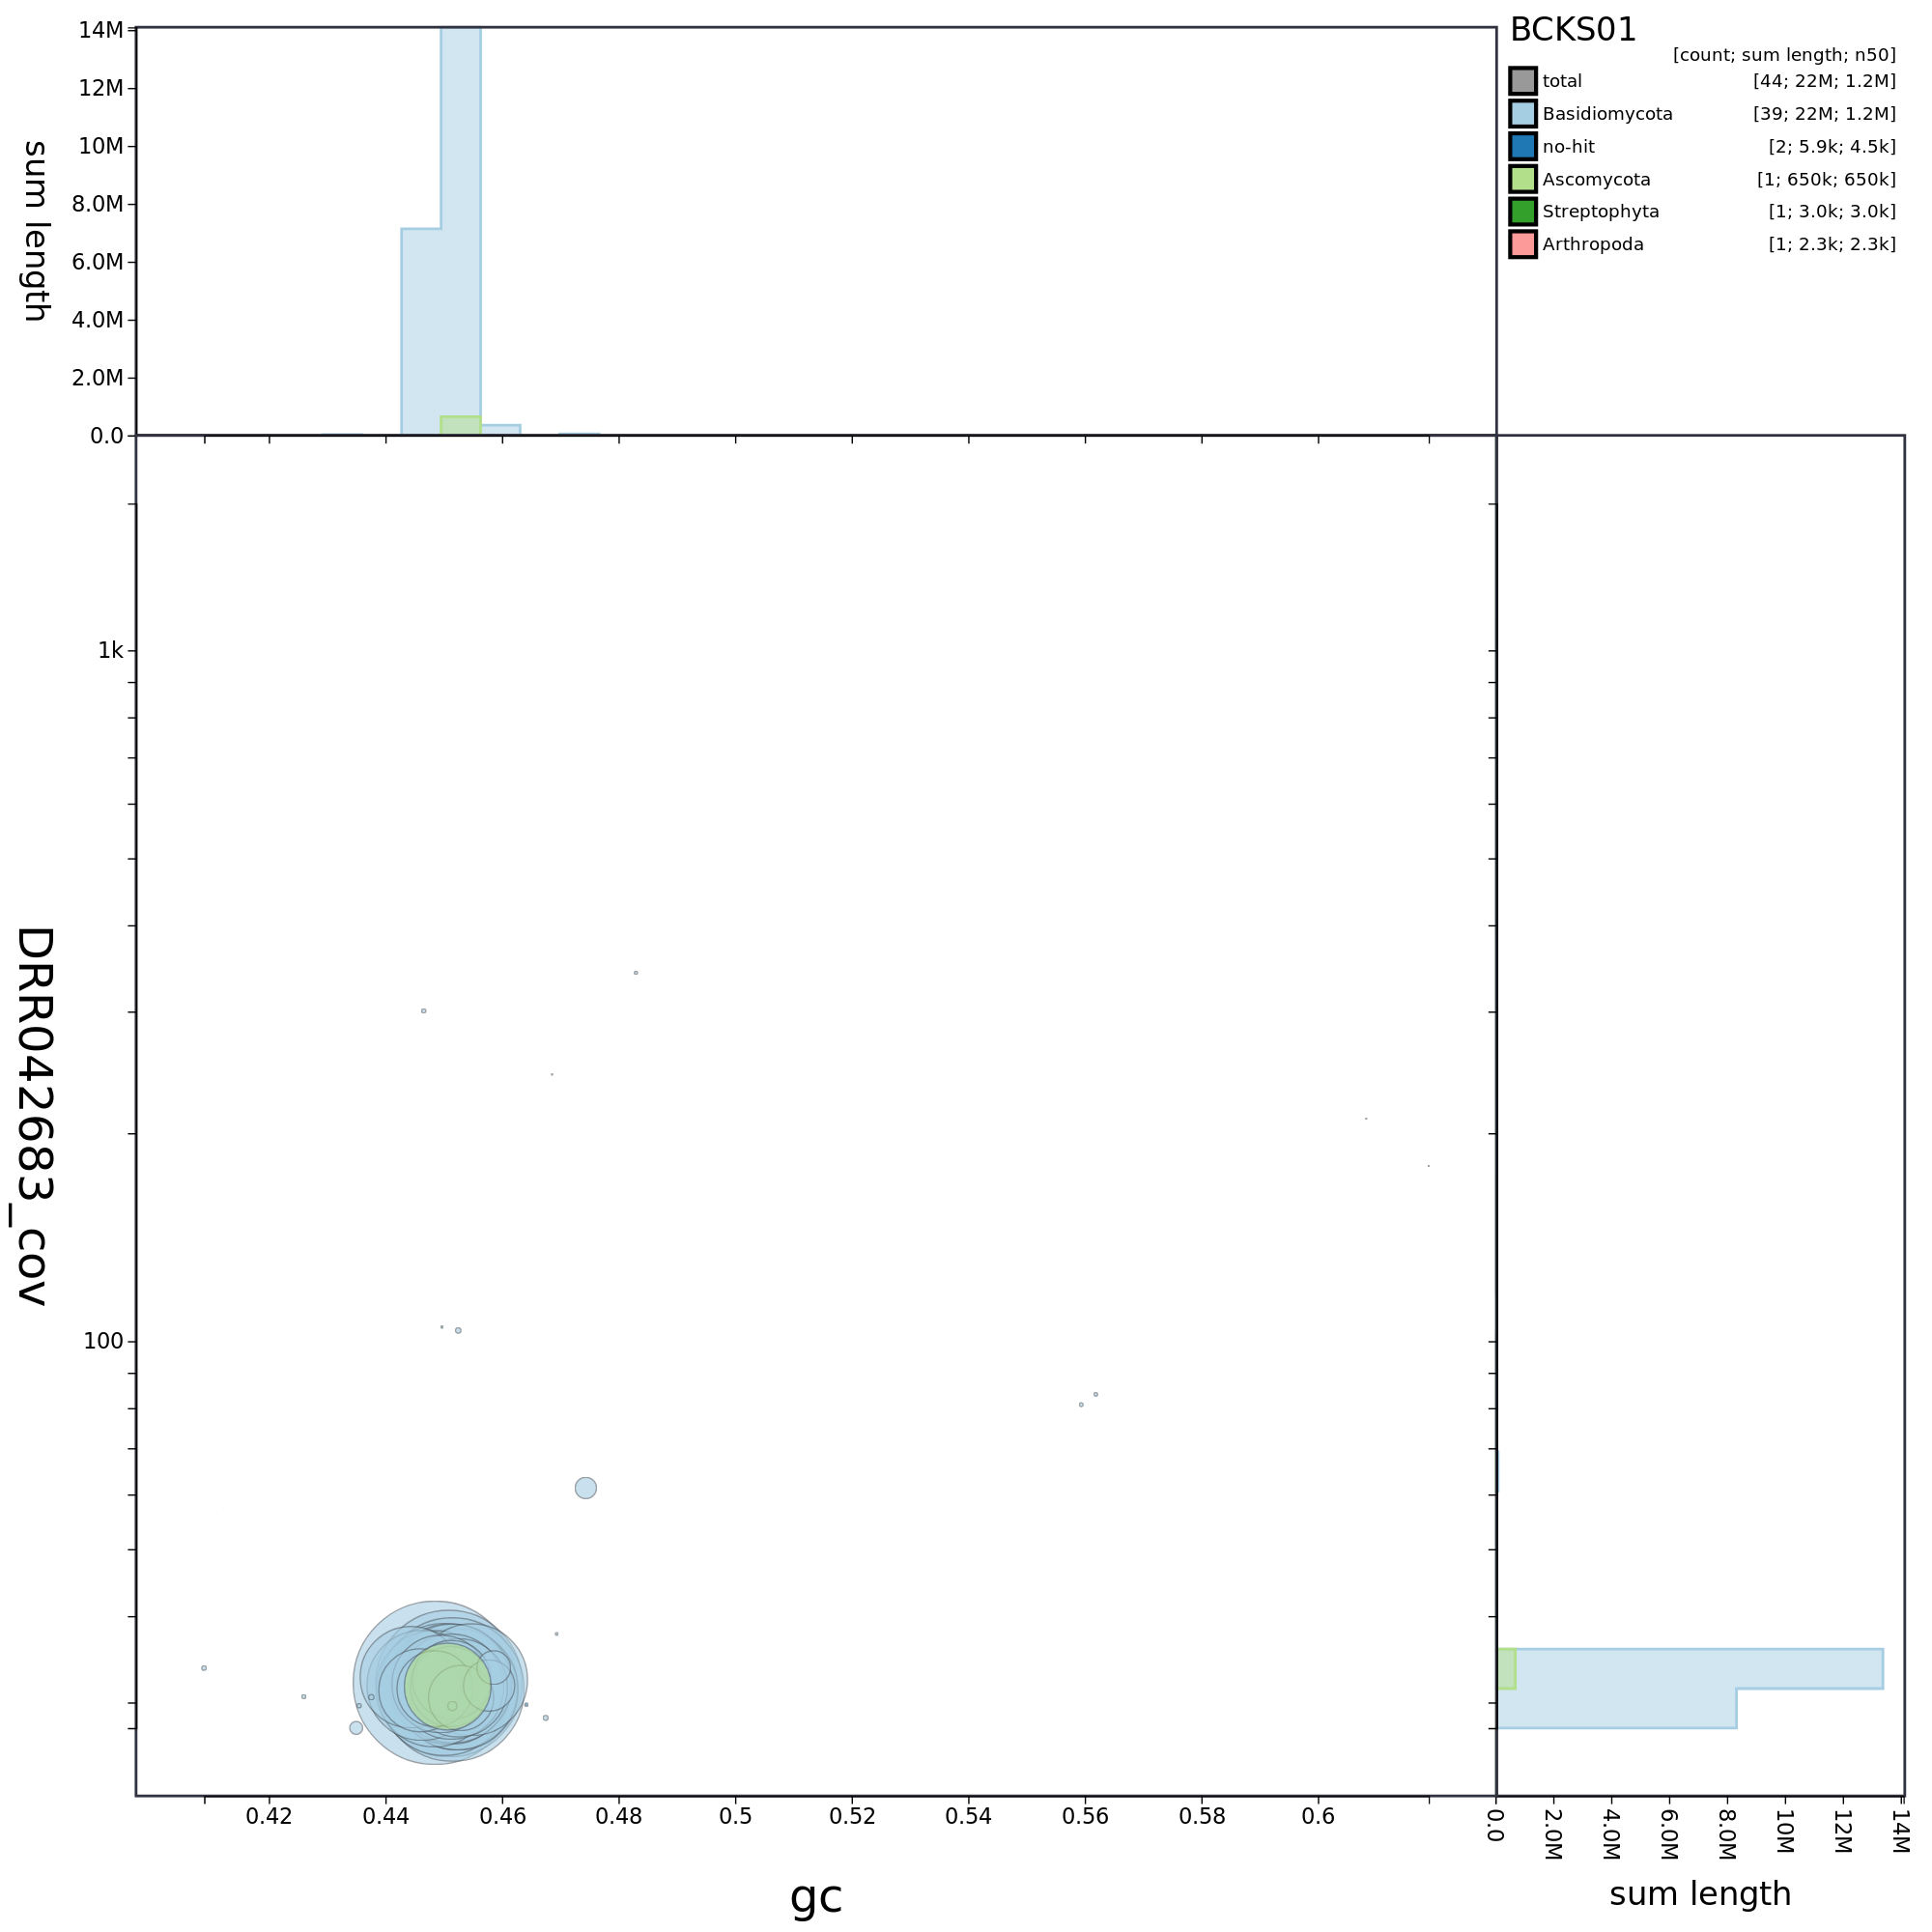 14M
12M
10M
8.0M
6.0M
4.0M
2.0M
0.0
sum length
BCKS01
[count; sum length; n50]
total [44; 22M; 1.2M]
Basidiomycota [39; 22M; 1.2M]
no-hit [2; 5.9k; 4.5k]
Ascomycota [1; 650k; 650k]
Streptophyta [1; 3.0k; 3.0k]
Arthropoda [1; 2.3k; 2.3k]
1k
100
DRR042683_cov
0.42 0.44 0.46 0.48 0.5 0.52 0.54 0.56 0.58 0.6
gc
0.0 2.0M 4.0M 6.0M 8.0M 10M 12M 14M
sum length